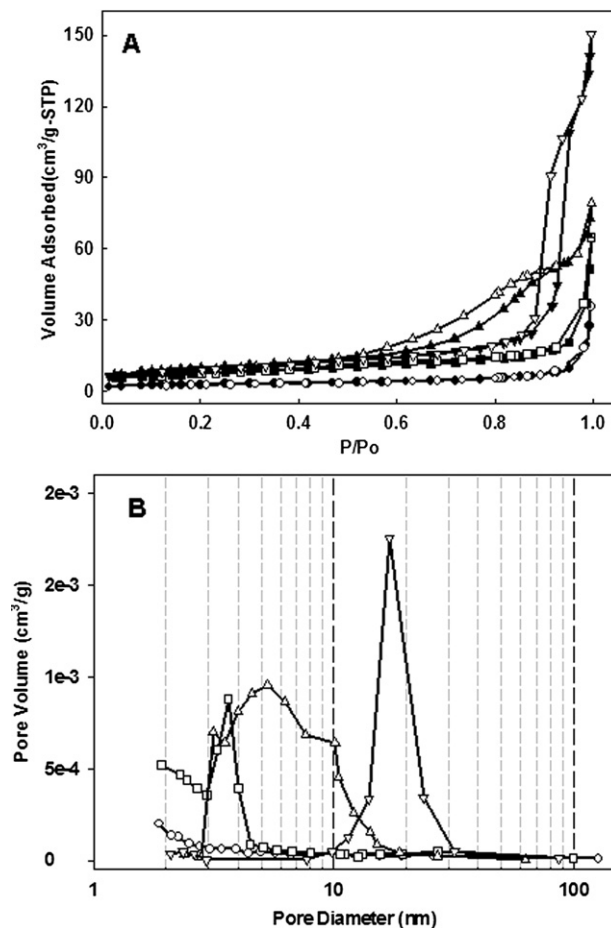 A
Volume Adsorbed(cm³/g-STP)
150
120
90
60
30
0
0.0 0.2 0.4 0.6 0.8 1.0
P/Po
B
Pore Volume (cm³/g)
2e-3
2e-3
1e-3
5e-4
0
1 10 100
Pore Diameter (nm)